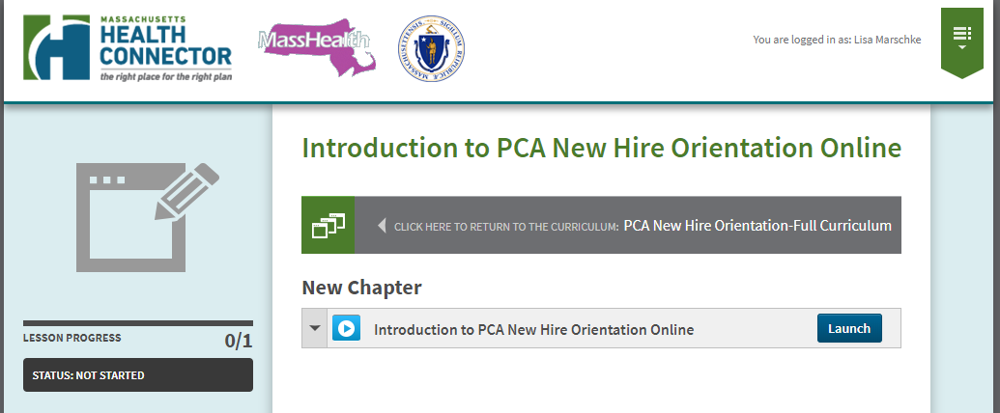 MASSACHUSETTS
HEALTH
CONNECTOR
the right place for the right plan
MassHealth
You are logged in as: Lisa Marschke
Introduction to PCA New Hire Orientation Online
CLICK HERE TO RETURN TO THE CURRICULUM: PCA New Hire Orientation-Full Curriculum
New Chapter
Introduction to PCA New Hire Orientation Online
Launch
LESSON PROGRESS
0/1
STATUS: NOT STARTED